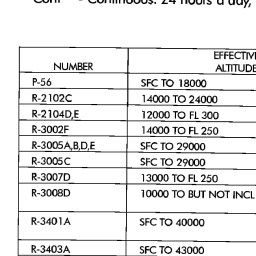 Cont - Continuous. 24 hours a day,
NUMBER EFFECTIV
ALTITUDE
P-56 SFC TO 18000
R-2102C 14000 TO 24000
R-2104D,E 12000 TO FL 300
R-3002F 14000 TO FL 250
R-3005A,B,D,E SFC TO 29000
R-3005C SFC TO 29000
R-3007D 13000 TO FL 250
R-3008D 10000 TO BUT NOT INCL
R-3401A SFC TO 40000
R-3403A SFC TO 43000